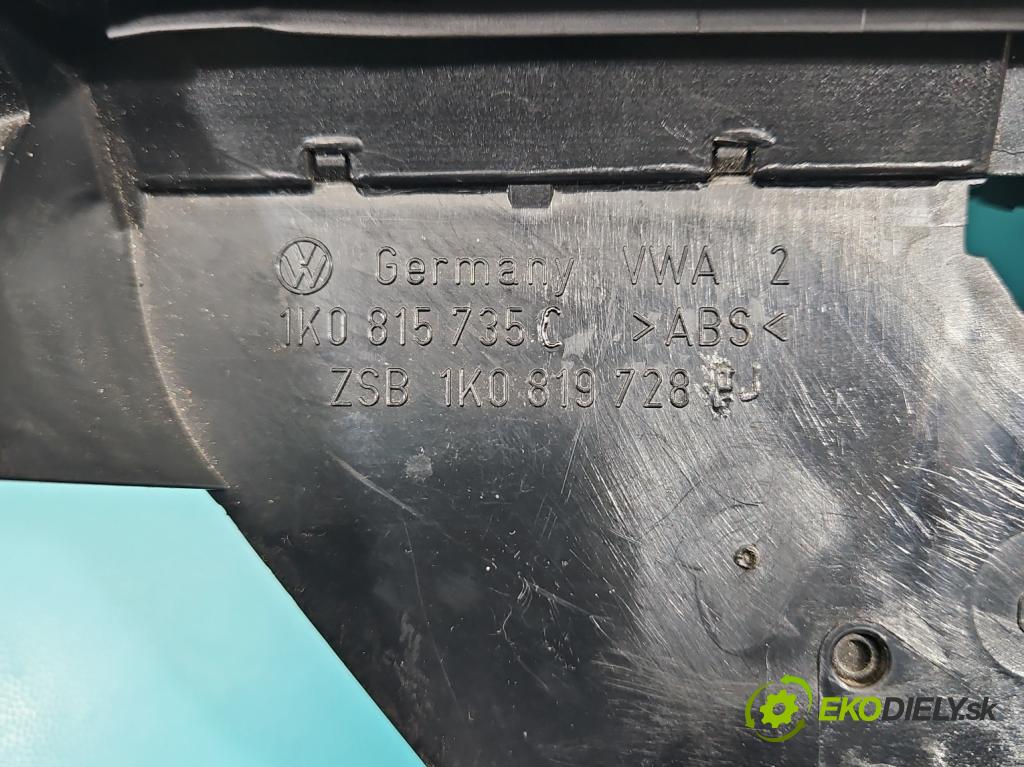 Germany VWA 2
1K0 815 735 C >ABS<
ZSB 1K0 819 728
EKODIELY.sk